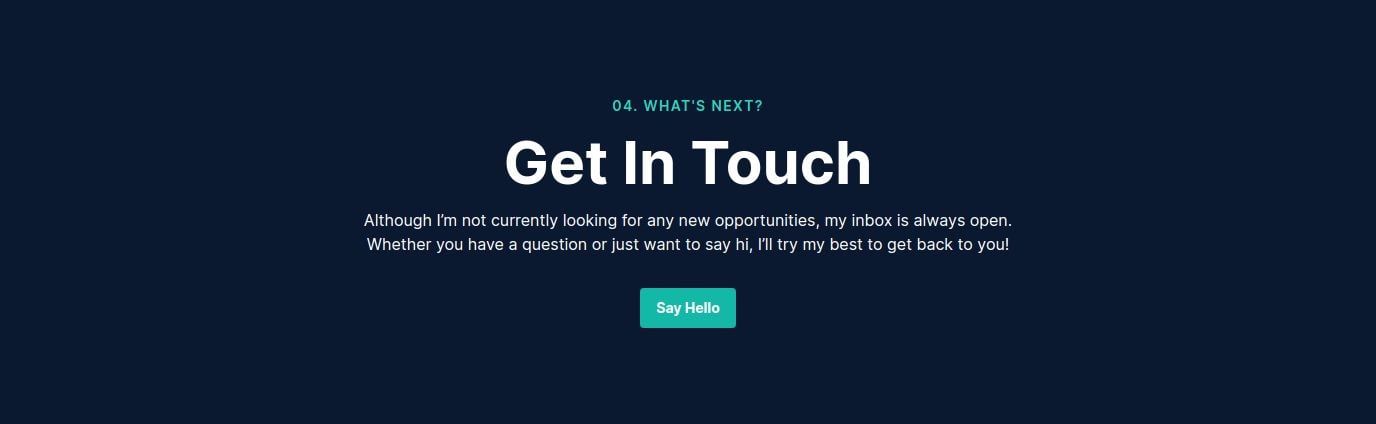 04. WHAT'S NEXT?
Get In Touch
Although I’m not currently looking for any new opportunities, my inbox is always open.
Whether you have a question or just want to say hi, I’ll try my best to get back to you!
Say Hello